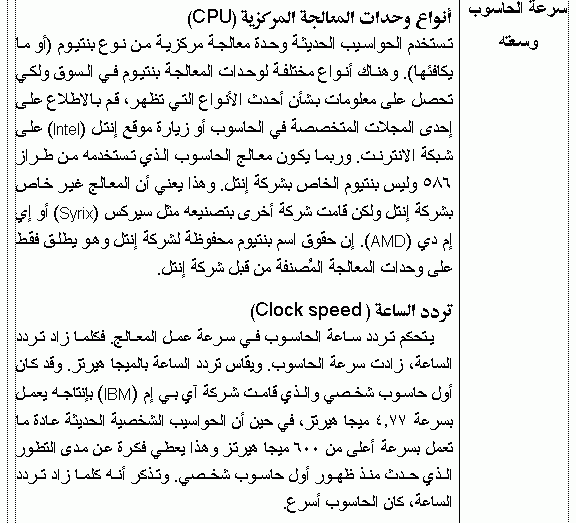 سرعة الحاسوب
وسعته
أنواع وحدات المعالجة المركزية (CPU)
تستخدم الحواسيب الحديثة وحدة معالجة مركزية من نوع بنتيوم (أو ما
يكافئها). وهناك أنواع مختلفة لوحدات المعالجة بنتيوم في السوق ولكي
تحصل على معلومات بشأن أحدث الأنواع التي تظهر، قم بالاطلاع على
إحدى المجلات المتخصصة في الحاسوب أو زيارة موقع إنتل (Intel) على
شبكة الانترنت. وربما يكون معالج الحاسوب الذي تستخدمه من طراز
٥٨٦ وليس بنتيوم الخاص بشركة إنتل. وهذا يعني أن المعالج غير خاص
بشركة إنتل ولكن قامت شركة أخرى بتصنيعه مثل سيركس (Syrix) أو إي
إم دي (AMD). إن حقوق اسم بنتيوم محفوظة لشركة إنتل وهو يطلق فقط
على وحدات المعالجة المُصنفة من قبل شركة إنتل.
تردد الساعة ( Clock speed)
يتحكم تردد ساعة الحاسوب في سرعة عمل المعالج. فكلما زاد تردد
الساعة، زادت سرعة الحاسوب. ويقاس تردد الساعة بالميجا هيرتز. وقد كان
أول حاسوب شخصي والذي قامت شركة آي بي إم (IBM) بإنتاجه يعمل
بسرعة ٤,٧٧ ميجا هيرتز، في حين أن الحواسيب الشخصية الحديثة عادة ما
تعمل بسرعة أعلى من ٦٠٠ ميجا هيرتز وهذا يعطي فكرة عن مدى التطور
الذي حدث منذ ظهور أول حاسوب شخصي. وتذكر أنه كلما زاد تردد
الساعة، كان الحاسوب أسرع.